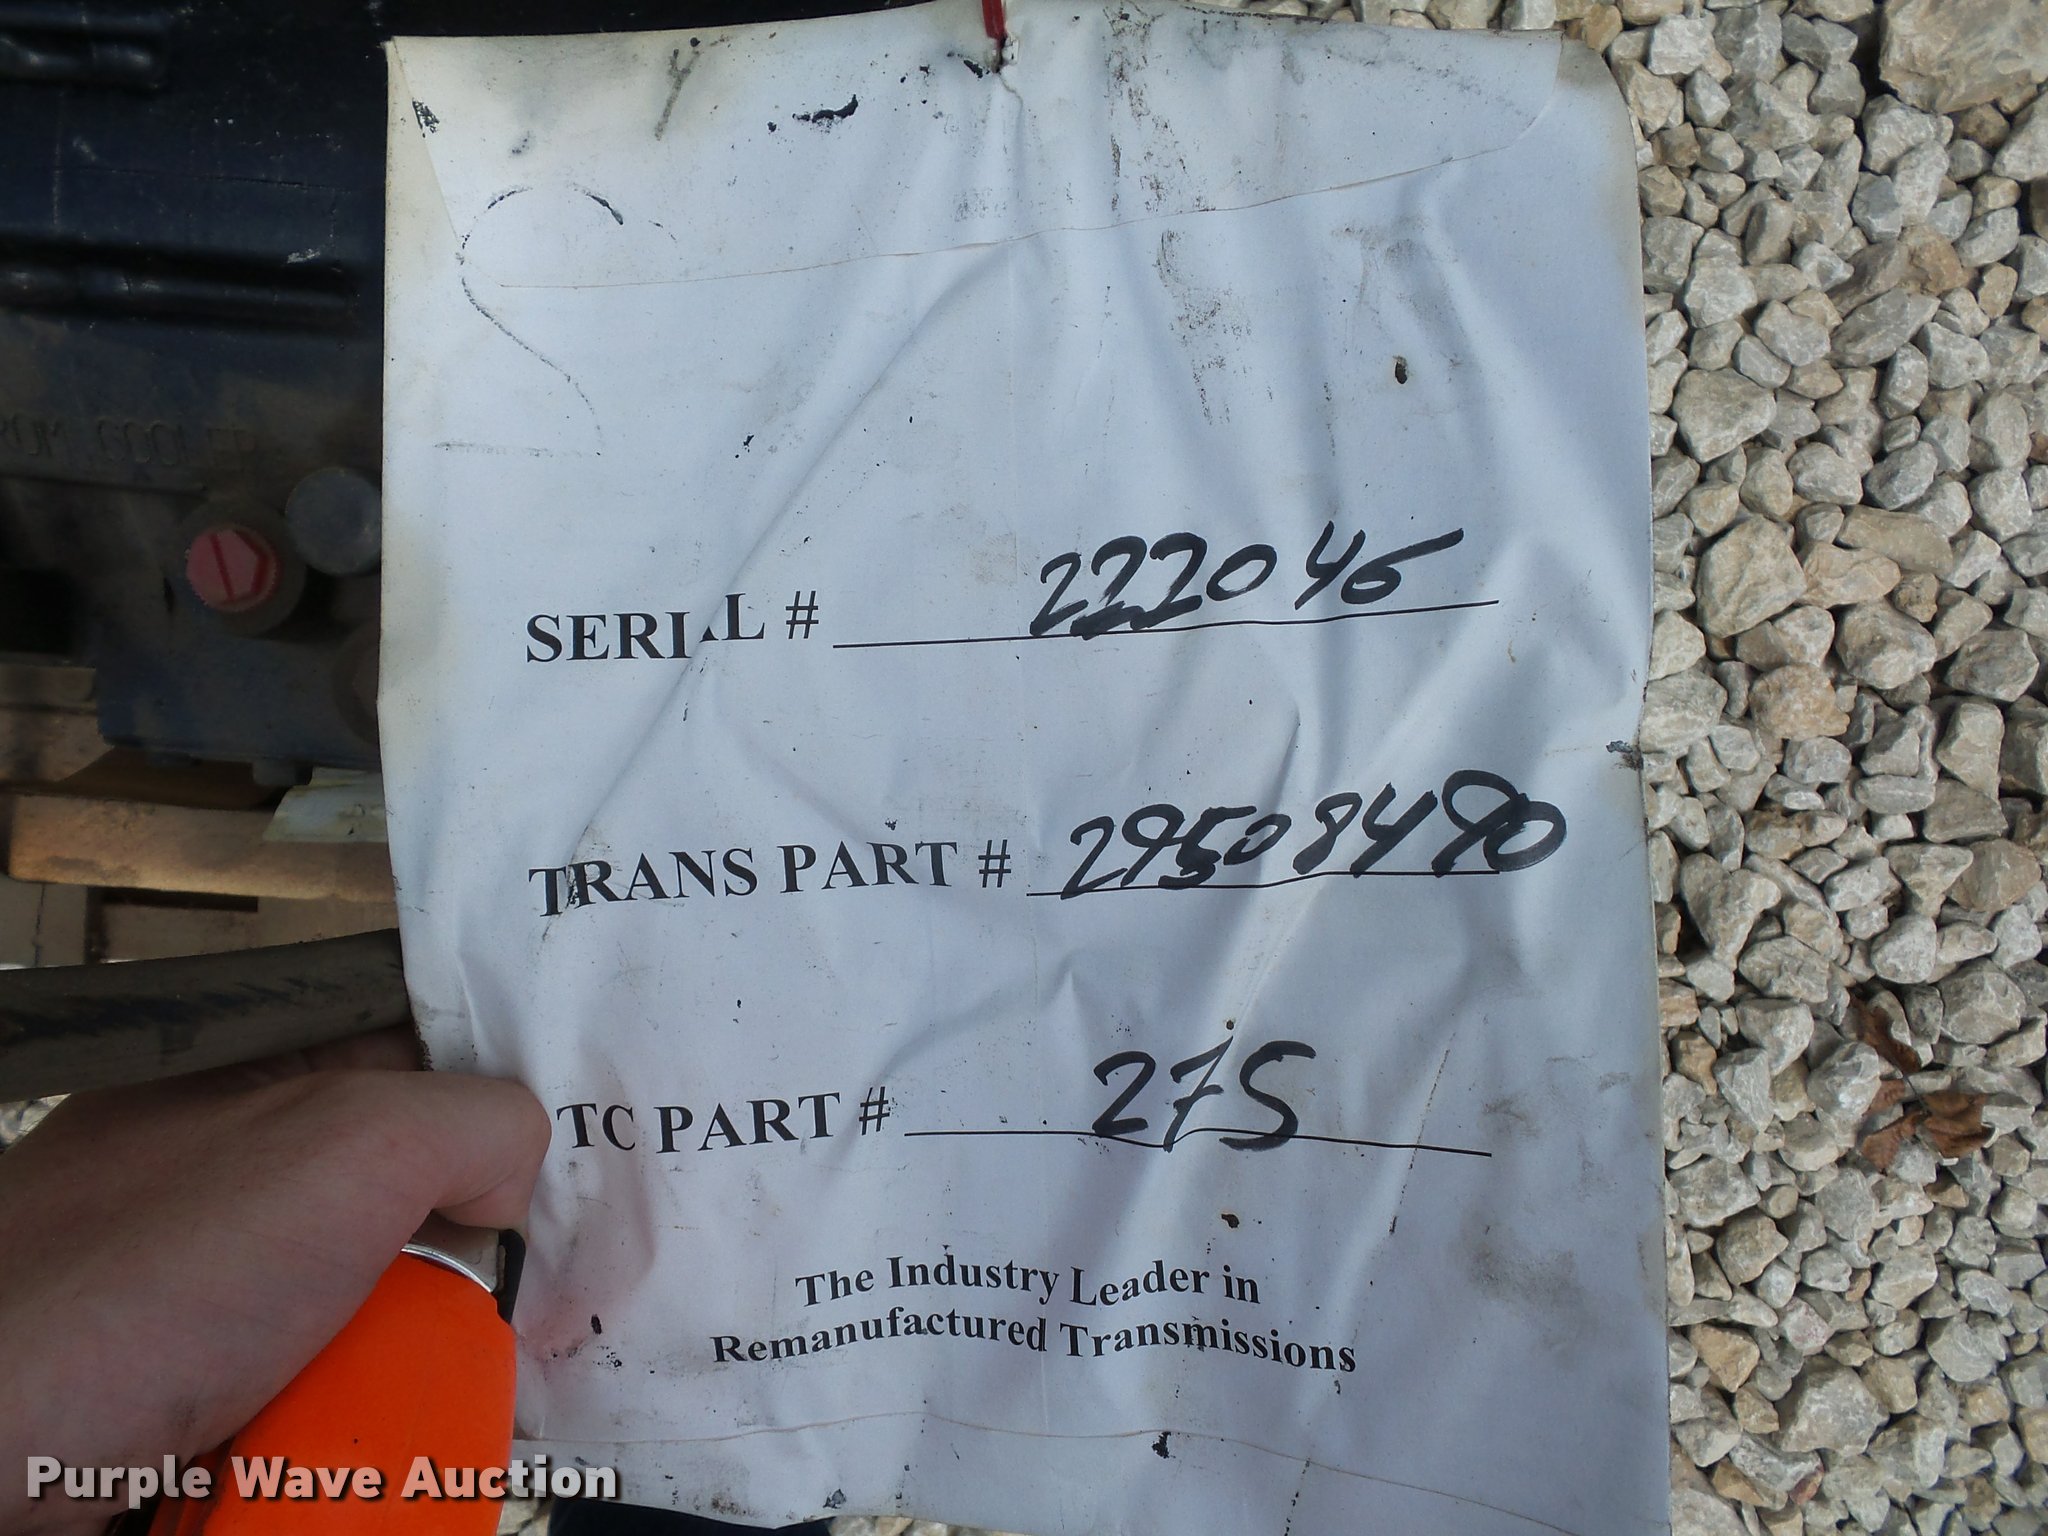 SERIAL # 222046
TRANS PART # 29508490
TC PART # 275
The Industry Leader in
Remanufactured Transmissions
Purple Wave Auction